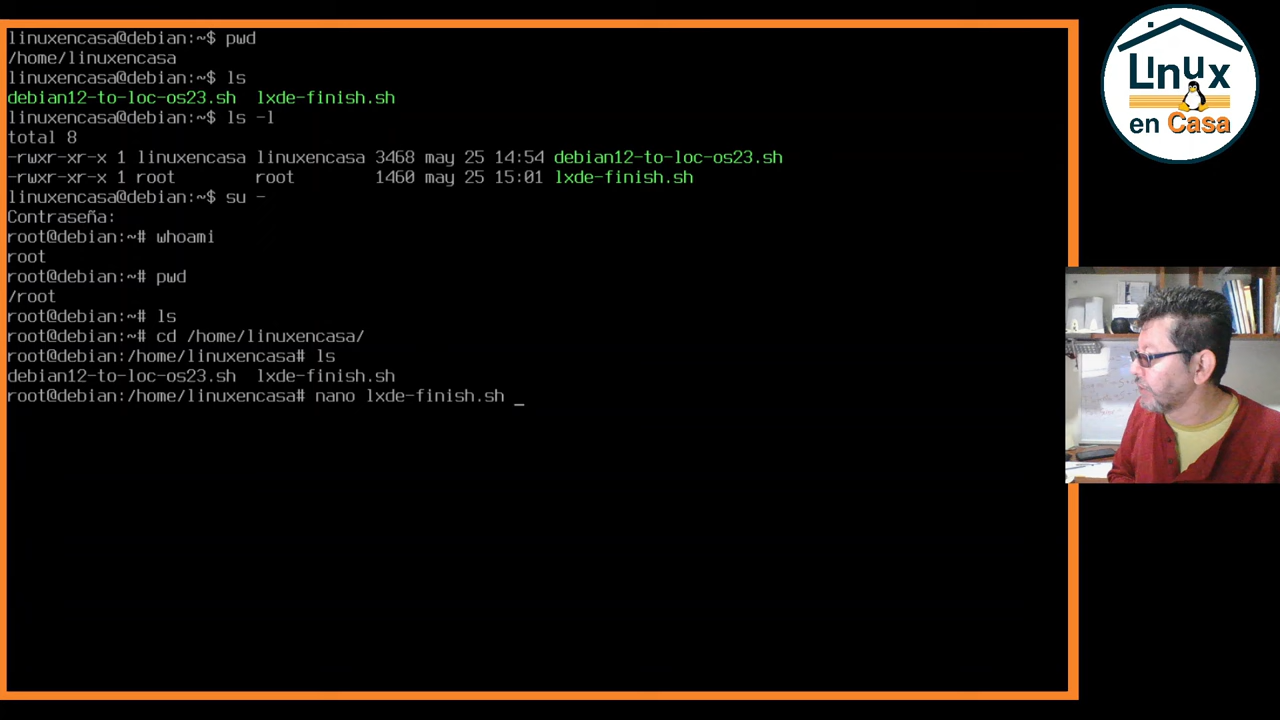 linuxencasa@debian:~$ pwd
/home/linuxencasa
linuxencasa@debian:~$ ls
debian12-to-loc-os23.sh  lxde-finish.sh
linuxencasa@debian:~$ ls -l
total 8
-rwxr-xr-x 1 linuxencasa linuxencasa 3468 may 25 14:54 debian12-to-loc-os23.sh
-rwxr-xr-x 1 root        root        1460 may 25 15:01 lxde-finish.sh
linuxencasa@debian:~$ su -
Contraseña:
root@debian:~# whoami
root
root@debian:~# pwd
/root
root@debian:~# ls
root@debian:~# cd /home/linuxencasa/
root@debian:/home/linuxencasa# ls
debian12-to-loc-os23.sh  lxde-finish.sh
root@debian:/home/linuxencasa# nano lxde-finish.sh _
Linux
en Casa